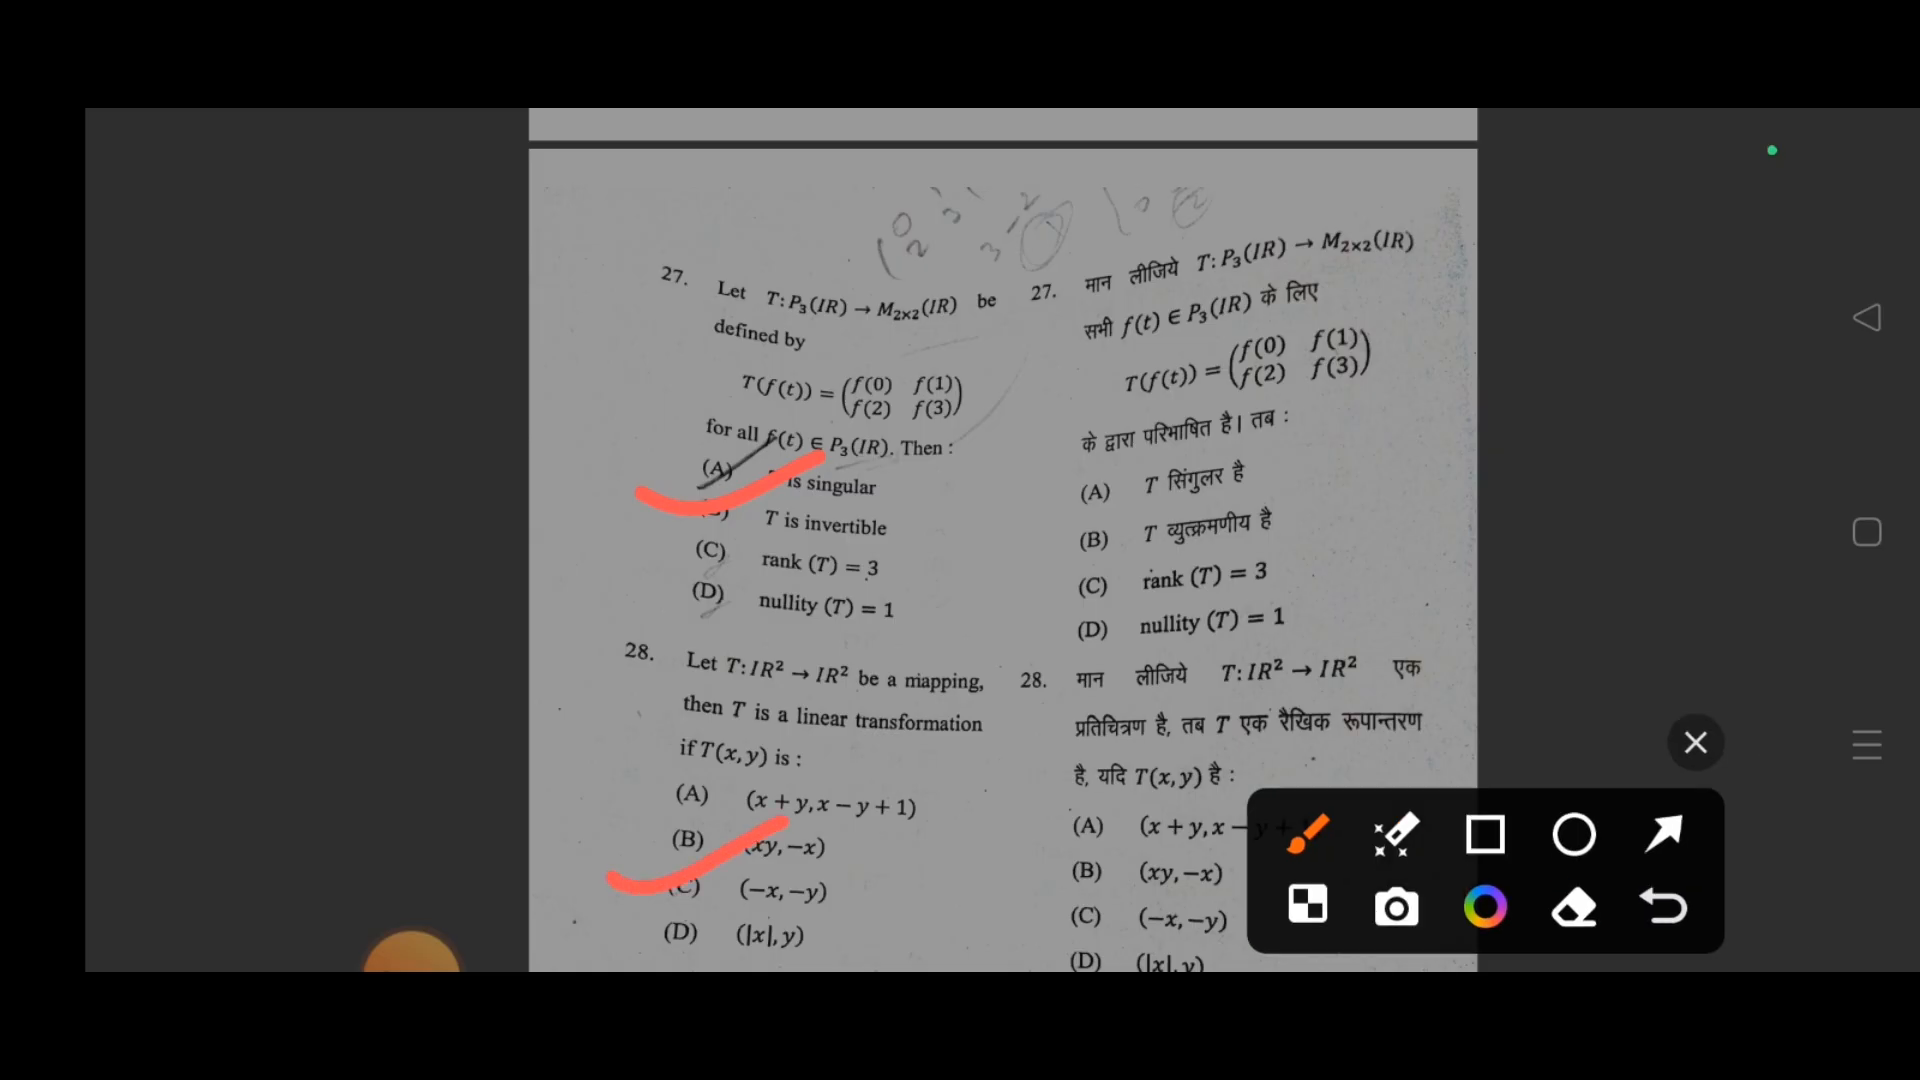 27. Let T: P₃(IR) → M₂ₓ₂(IR) be
defined by
T(f(t)) = (f(0) f(1)
f(2) f(3))
for all f(t) ∈ P₃(IR). Then :
(A) is singular
T is invertible
(C) rank (T) = 3
(D) nullity (T) = 1
28. Let T: IR² → IR² be a mapping,
then T is a linear transformation
if T(x, y) is :
(A) (x + y, x − y + 1)
(B) (xy, −x)
(C) (−x, −y)
(D) (|x|, y)
27. मान लीजिये T: P₃(IR) → M₂ₓ₂(IR)
सभी f(t) ∈ P₃(IR) के लिए
T(f(t)) = (f(0) f(1)
f(2) f(3))
के द्वारा परिभाषित है। तब :
(A) T सिंगुलर है
(B) T व्युत्क्रमणीय है
(C) rank (T) = 3
(D) nullity (T) = 1
28. मान लीजिये T: IR² → IR² एक
प्रतिचित्रण है, तब T एक रैखिक रूपान्तरण
है, यदि T(x, y) है :
(A) (x + y, x − y +
(B) (xy, −x)
(C) (−x, −y)
(D) (|x|, y)